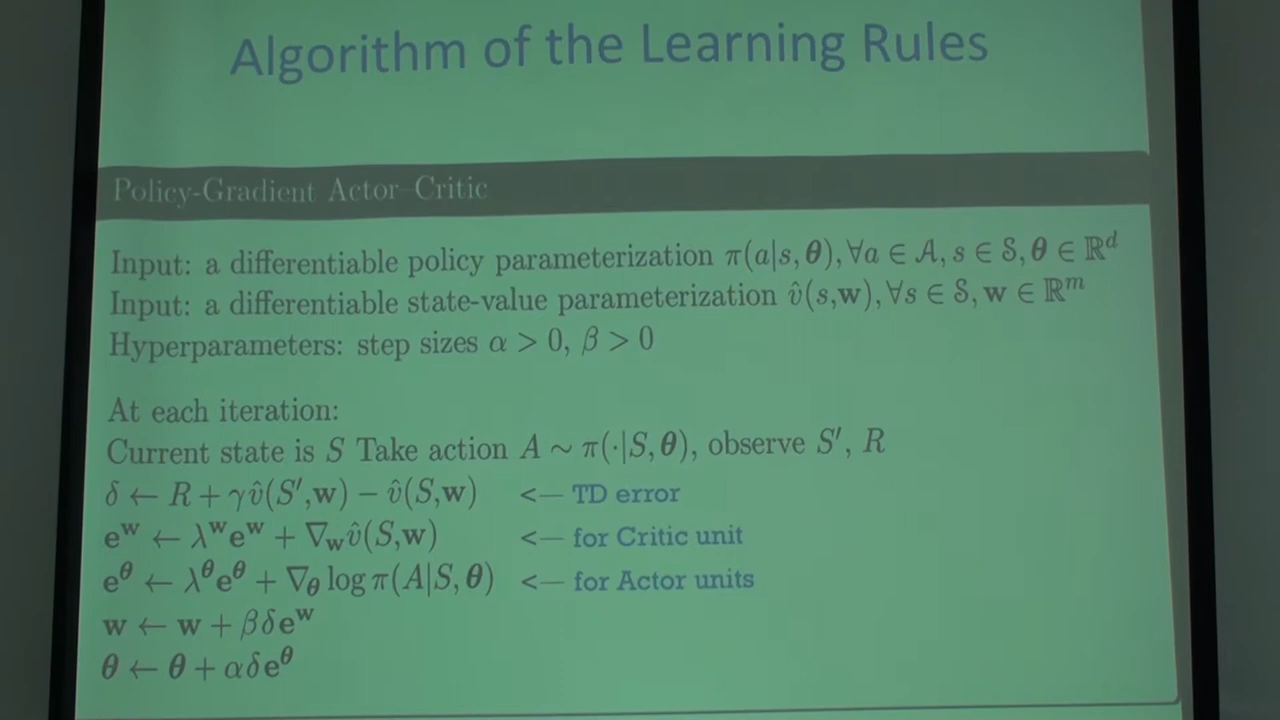 Algorithm of the Learning Rules
Policy-Gradient Actor–Critic
Input: a differentiable policy parameterization π(a|s, θ), ∀a ∈ 𝒜, s ∈ 𝒮, θ ∈ ℝᵈ
Input: a differentiable state-value parameterization v̂(s,w), ∀s ∈ 𝒮, w ∈ ℝᵐ
Hyperparameters: step sizes α > 0, β > 0
At each iteration:
Current state is S Take action A ∼ π(·|S, θ), observe S′, R
δ ← R + γv̂(S′,w) − v̂(S,w) <— TD error
e^w ← λ^w e^w + ∇_w v̂(S,w) <— for Critic unit
e^θ ← λ^θ e^θ + ∇_θ log π(A|S, θ) <— for Actor units
w ← w + βδe^w
θ ← θ + αδe^θ